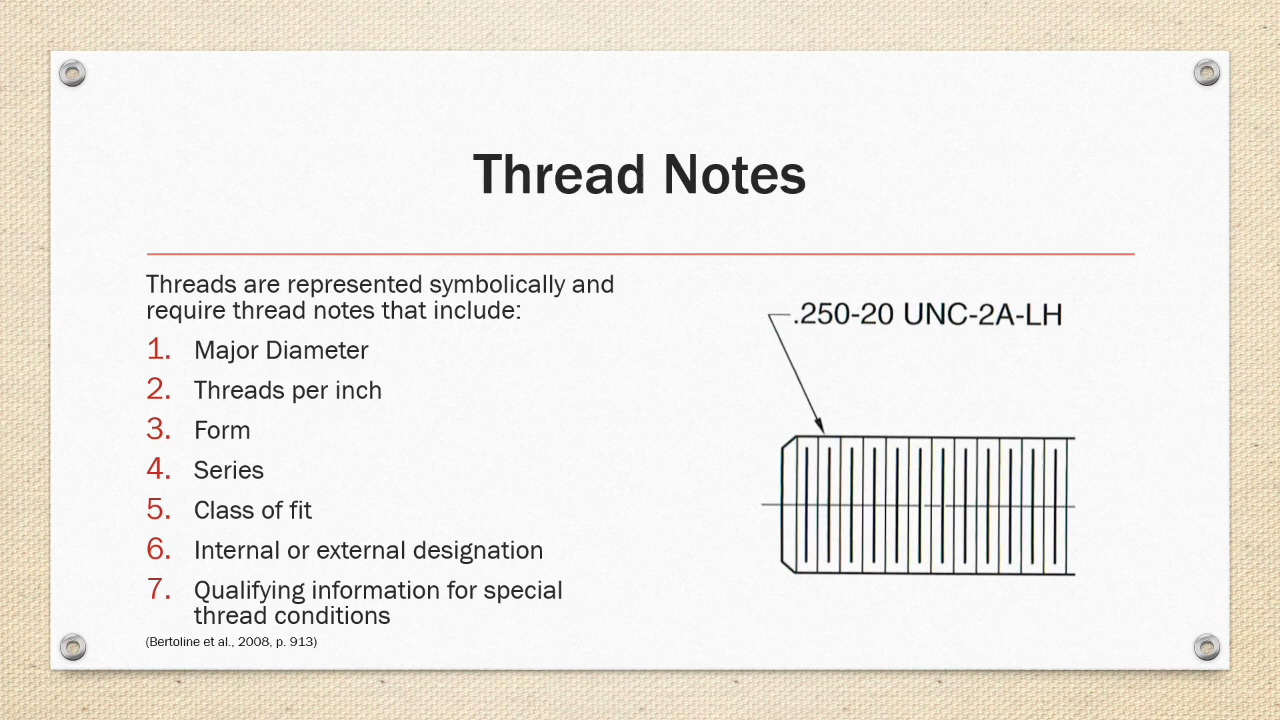 Thread Notes
Threads are represented symbolically and
require thread notes that include:
1. Major Diameter
2. Threads per inch
3. Form
4. Series
5. Class of fit
6. Internal or external designation
7. Qualifying information for special
thread conditions
(Bertoline et al., 2008, p. 913)
.250-20 UNC-2A-LH